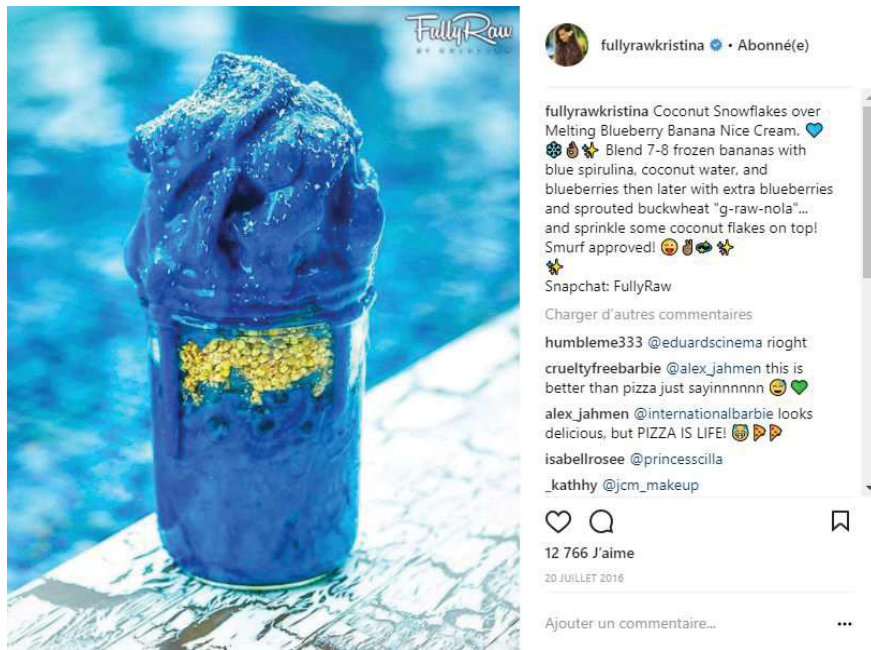 FullyRaw
fullyrawkristina • Abonné(e)
fullyrawkristina Coconut Snowflakes over
Melting Blueberry Banana Nice Cream. 💙
❄️👌🏾✨ Blend 7-8 frozen bananas with
blue spirulina, coconut water, and
blueberries then later with extra blueberries
and sprouted buckwheat "g-raw-nola"...
and sprinkle some coconut flakes on top!
Smurf approved! 😜✌🏾🐟✨
✨
Snapchat: FullyRaw
Charger d'autres commentaires
humbleme333 @eduardscinema rioght
crueltyfreebarbie @alex_jahmen this is
better than pizza just sayinnnnnn 😅💚
alex_jahmen @internationalbarbie looks
delicious, but PIZZA IS LIFE! 😭🍕🍕
isabellrosee @princesscilla
_kathhy @jcm_makeup
12 766 J'aime
20 JUILLET 2016
Ajouter un commentaire...